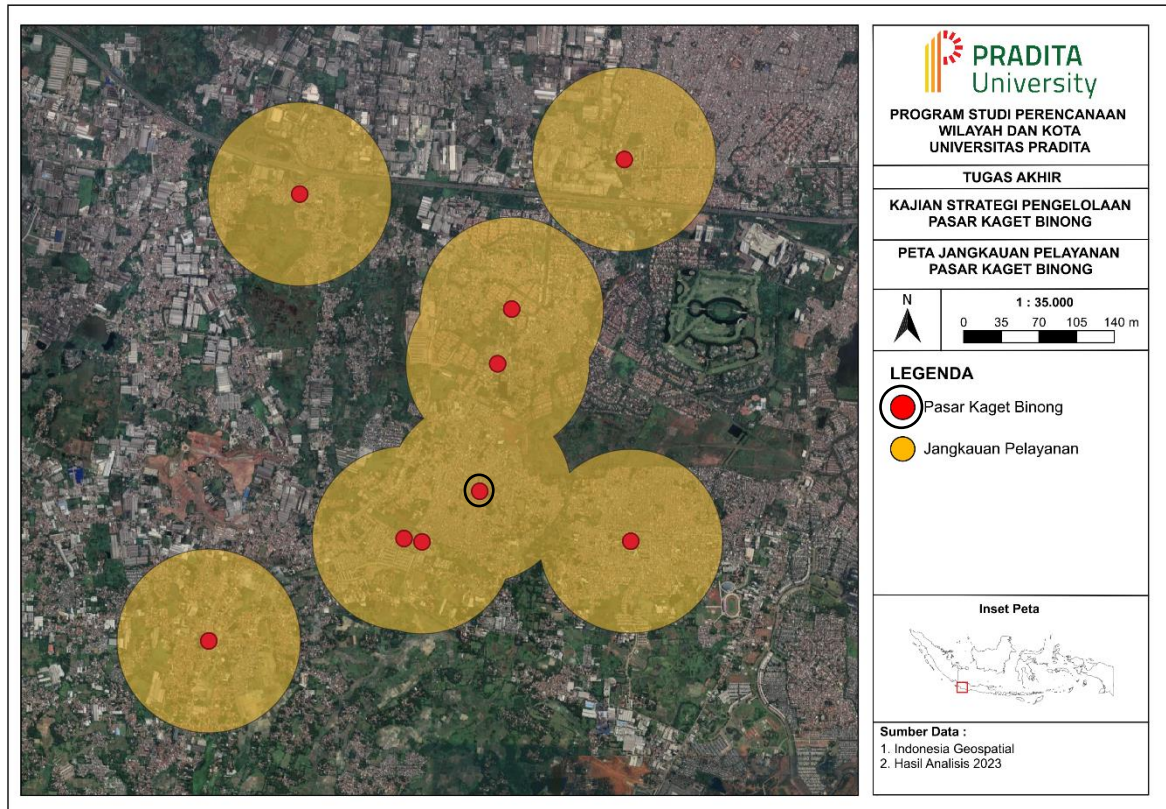 PRADITA
University
PROGRAM STUDI PERENCANAAN
WILAYAH DAN KOTA
UNIVERSITAS PRADITA
TUGAS AKHIR
KAJIAN STRATEGI PENGELOLAAN
PASAR KAGET BINONG
PETA JANGKAUAN PELAYANAN
PASAR KAGET BINONG
N
1 : 35.000
0 35 70 105 140 m
LEGENDA
Pasar Kaget Binong
Jangkauan Pelayanan
Inset Peta
Sumber Data :
1. Indonesia Geospatial
2. Hasil Analisis 2023